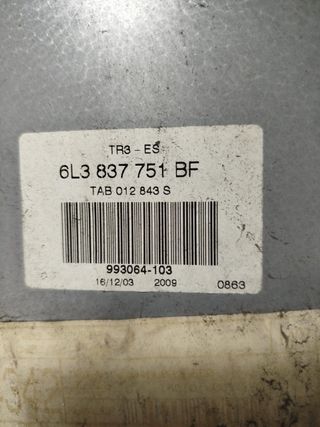 TR3 - ES
6L3 837 751 BF
TAB 012 843 S
993064-103
16/12/03 2009 0863